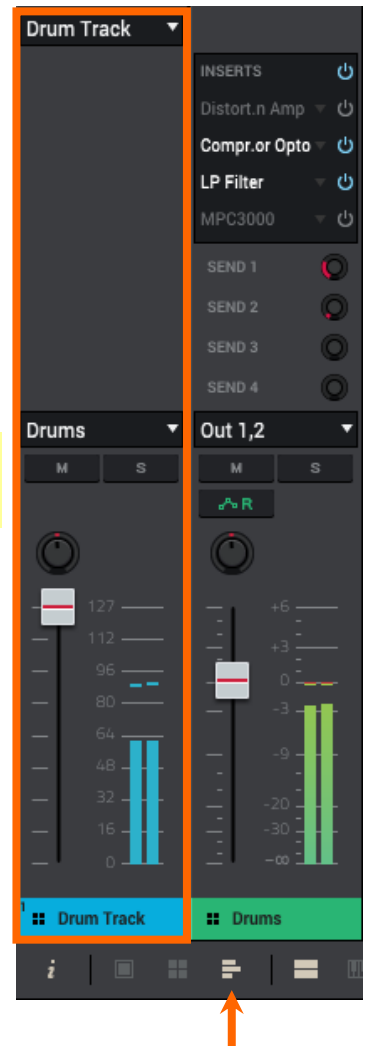 Drum Track
INSERTS
Distort.n Amp
Compr.or Opto
LP Filter
MPC3000
SEND 1
SEND 2
SEND 3
SEND 4
Drums
Out 1,2
M S
M S
R
127
112
96
80
64
48
32
16
0
+6
+3
0
-3
-9
-20
-30
-∞
1
Drum Track
Drums
i